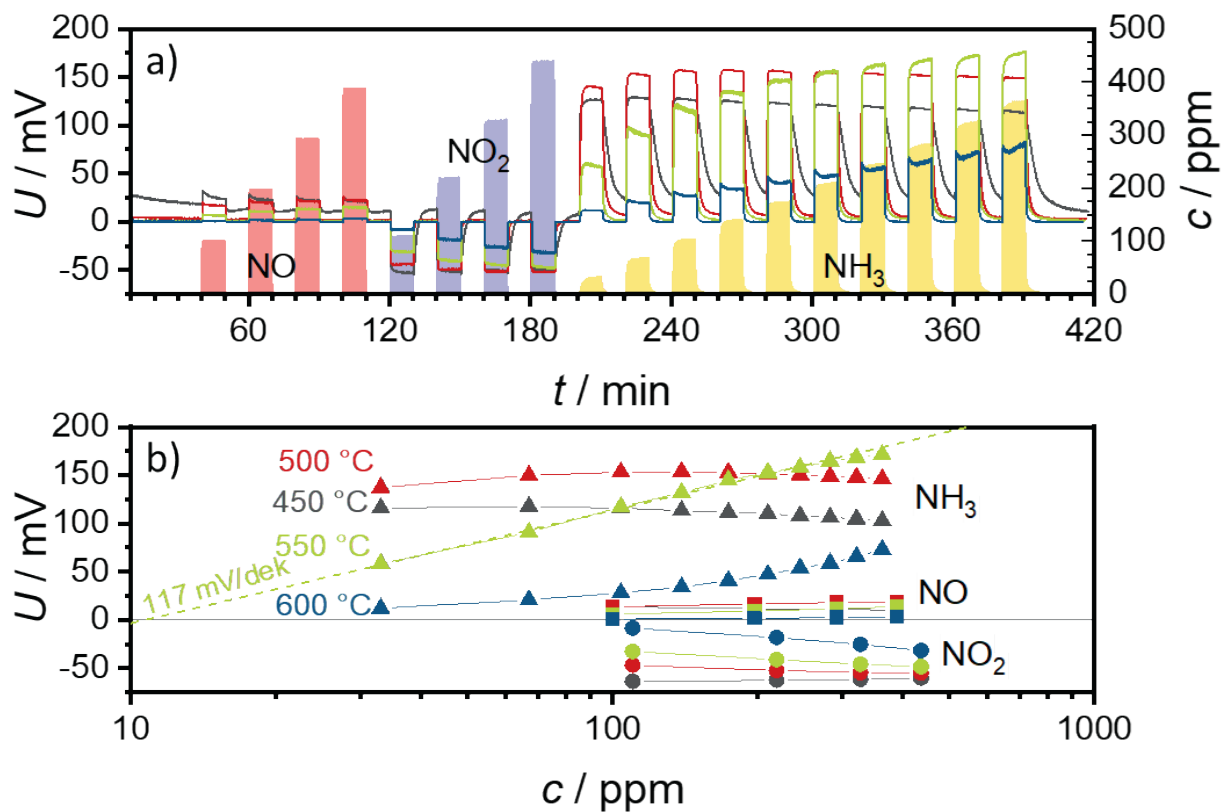 a)
200
150
100
50
0
-50
U / mV
500
400
300
200
100
0
c / ppm
NO
NO2
NH3
60 120 180 240 300 360 420
t / min
b)
200
150
100
50
0
-50
U / mV
500 °C
450 °C
550 °C
117 mV/dek
600 °C
NH3
NO
NO2
10 100 1000
c / ppm